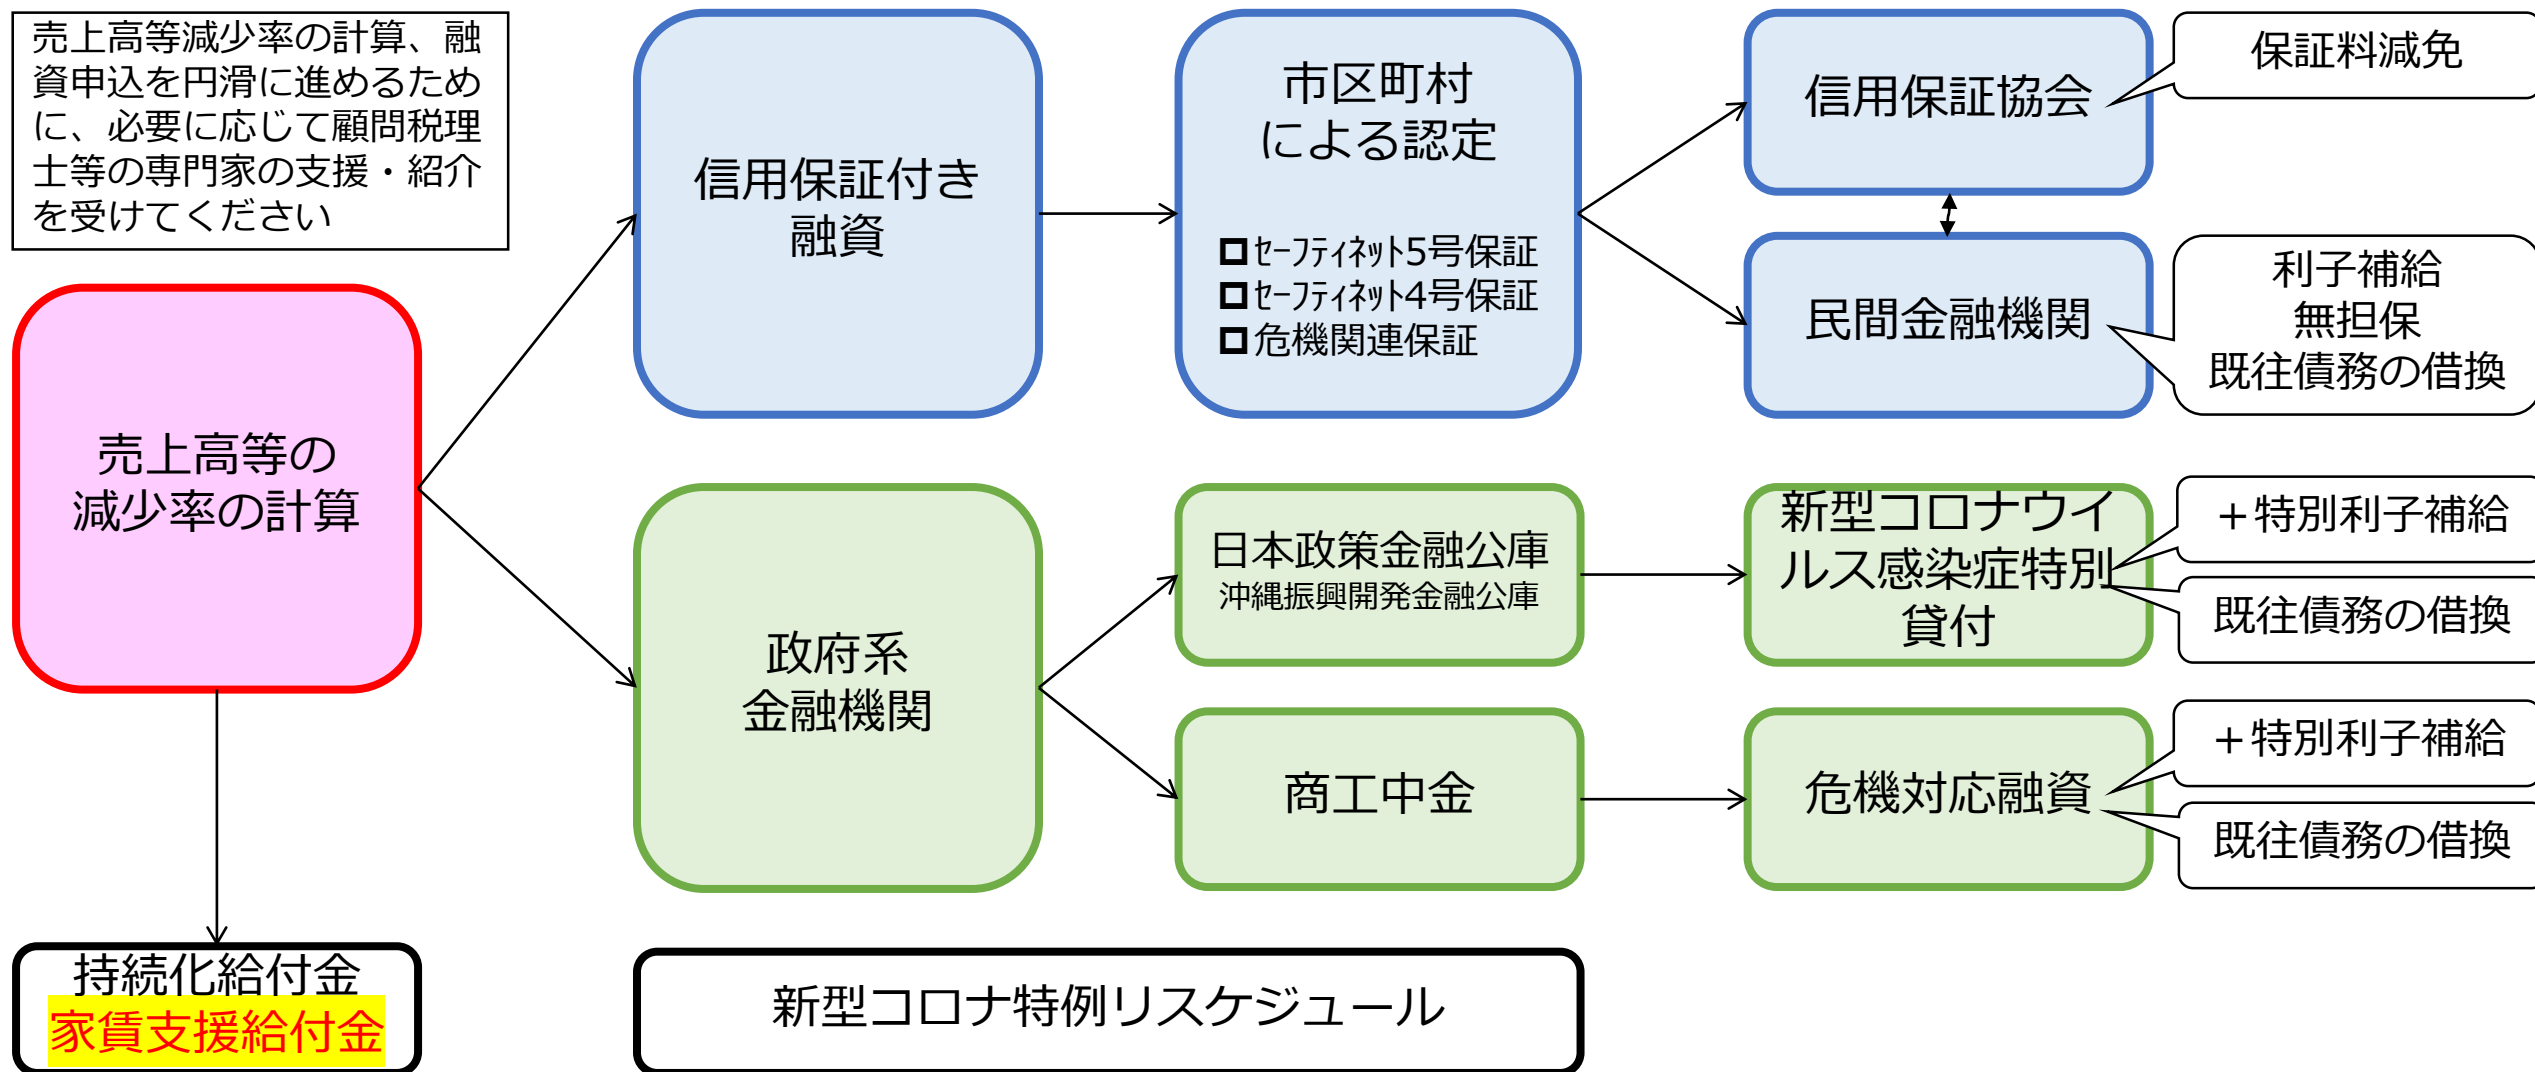 売上高等減少率の計算、融
資申込を円滑に進めるため
に、必要に応じて顧問税理
士等の専門家の支援・紹介
を受けてください
売上高等の
減少率の計算
持続化給付金
家賃支援給付金
信用保証付き
融資
市区町村
による認定
セーフティネット5号保証
セーフティネット4号保証
危機関連保証
信用保証協会
保証料減免
民間金融機関
利子補給
無担保
既往債務の借換
政府系
金融機関
日本政策金融公庫
沖縄振興開発金融公庫
新型コロナウイ
ルス感染症特別
貸付
+特別利子補給
既往債務の借換
商工中金
危機対応融資
+特別利子補給
既往債務の借換
新型コロナ特例リスケジュール